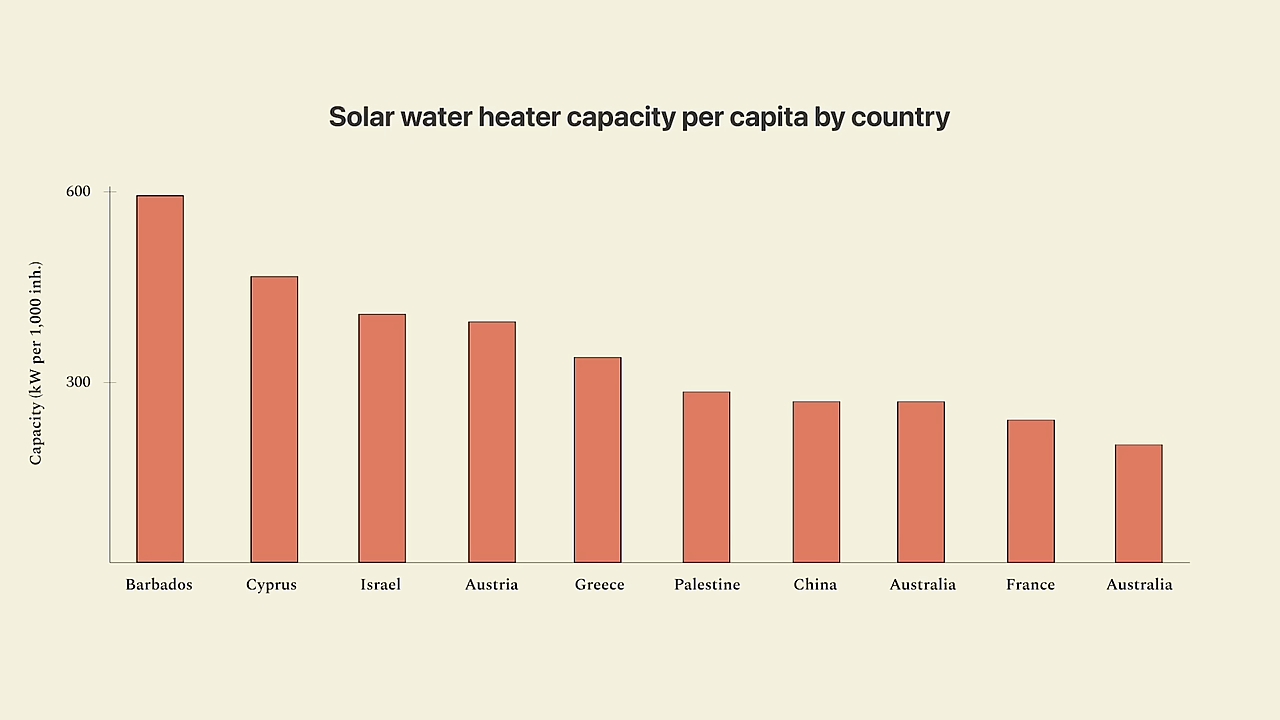 Solar water heater capacity per capita by country
600
300
Capacity (kW per 1,000 inh.)
Barbados Cyprus Israel Austria Greece Palestine China Australia France Australia